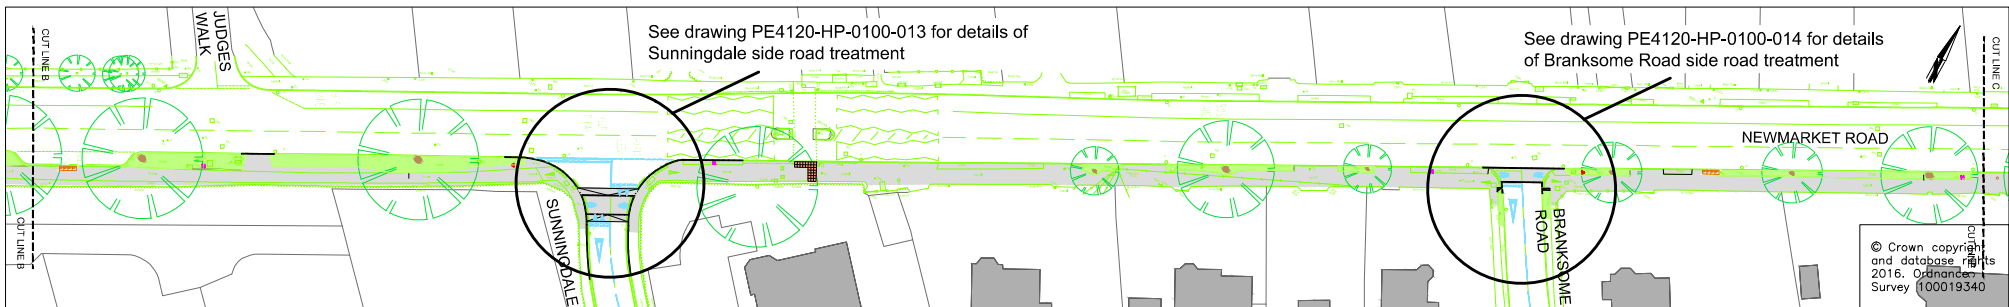 CUT LINE B
JUDGES
WALK
See drawing PE4120-HP-0100-013 for details of
Sunningdale side road treatment
See drawing PE4120-HP-0100-014 for details
of Branksome Road side road treatment
CUT LINE C
NEWMARKET ROAD
CUT LINE B
SUNNINGDALE
BRANKSOME
ROAD
© Crown copyright
and database rights
2016. Ordnance
Survey 100019340